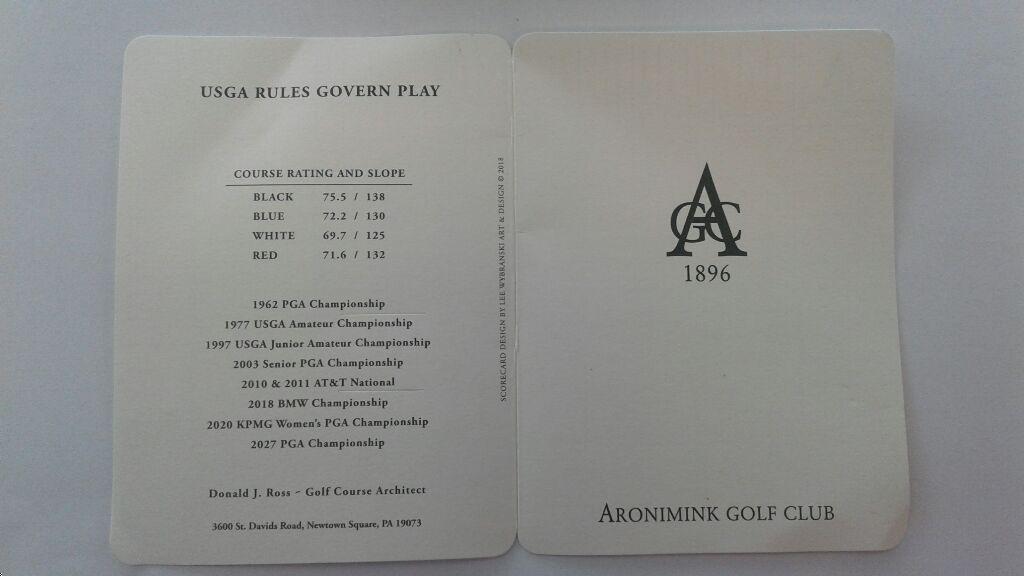 USGA RULES GOVERN PLAY
COURSE RATING AND SLOPE
BLACK 75.5 / 138
BLUE 72.2 / 130
WHITE 69.7 / 125
RED 71.6 / 132
1962 PGA Championship
1977 USGA Amateur Championship
1997 USGA Junior Amateur Championship
2003 Senior PGA Championship
2010 & 2011 AT&T National
2018 BMW Championship
2020 KPMG Women's PGA Championship
2027 PGA Championship
Donald J. Ross ~ Golf Course Architect
3600 St. Davids Road, Newtown Square, PA 19073
SCORECARD DESIGN BY LEE WYBRANSKI ART & DESIGN © 2018
AGC
1896
ARONIMINK GOLF CLUB